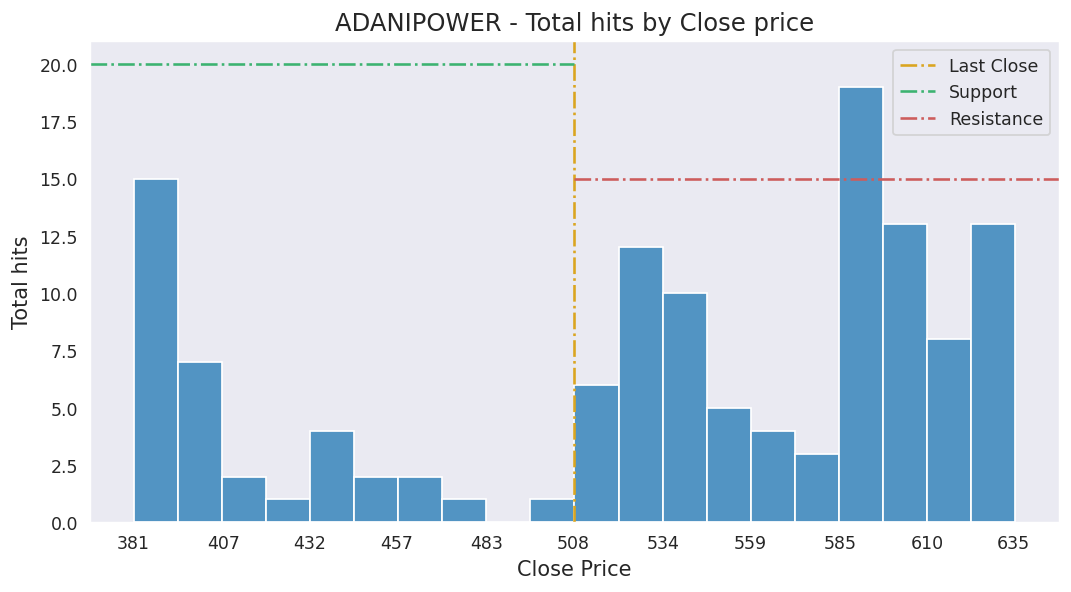 ADANIPOWER - Total hits by Close price
Last Close
Support
Resistance
Total hits
20.0
17.5
15.0
12.5
10.0
7.5
5.0
2.5
0.0
381 407 432 457 483 508 534 559 585 610 635
Close Price